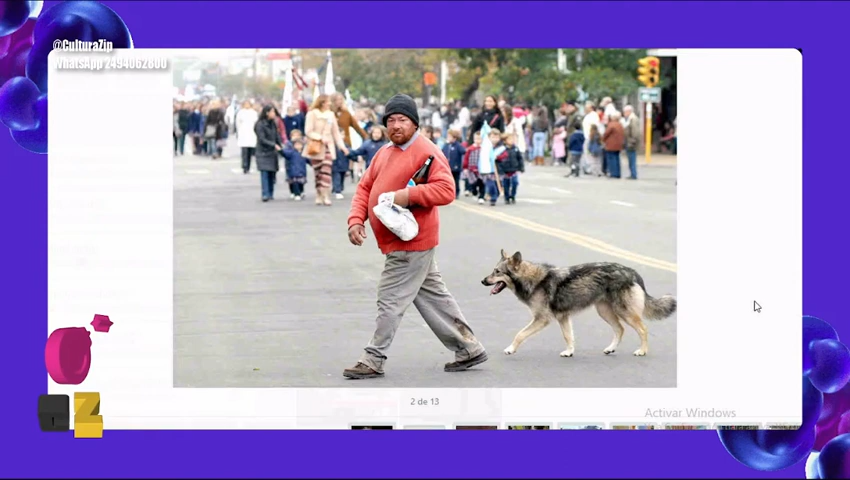 @CulturaZip
WhatsApp 2494062800
2 de 13
Activar Windows
Z